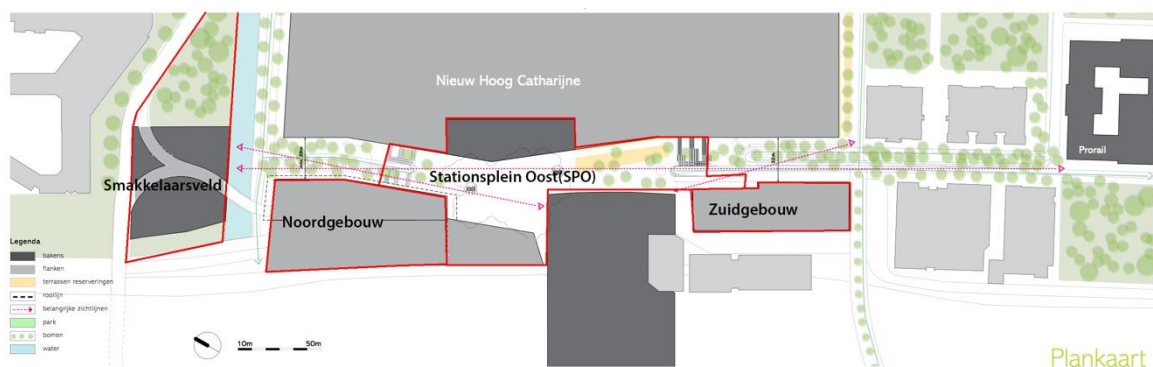 Nieuw Hoog Catharijne
Prorail
Smakkelaarsveld
Stationsplein Oost(SPO)
Noordgebouw
Zuidgebouw
Legenda
bakens
flanken
terrassen reserveringen
rooilijn
belangrijke zichtlijnen
park
bomen
water
10m
50m
Plankaart